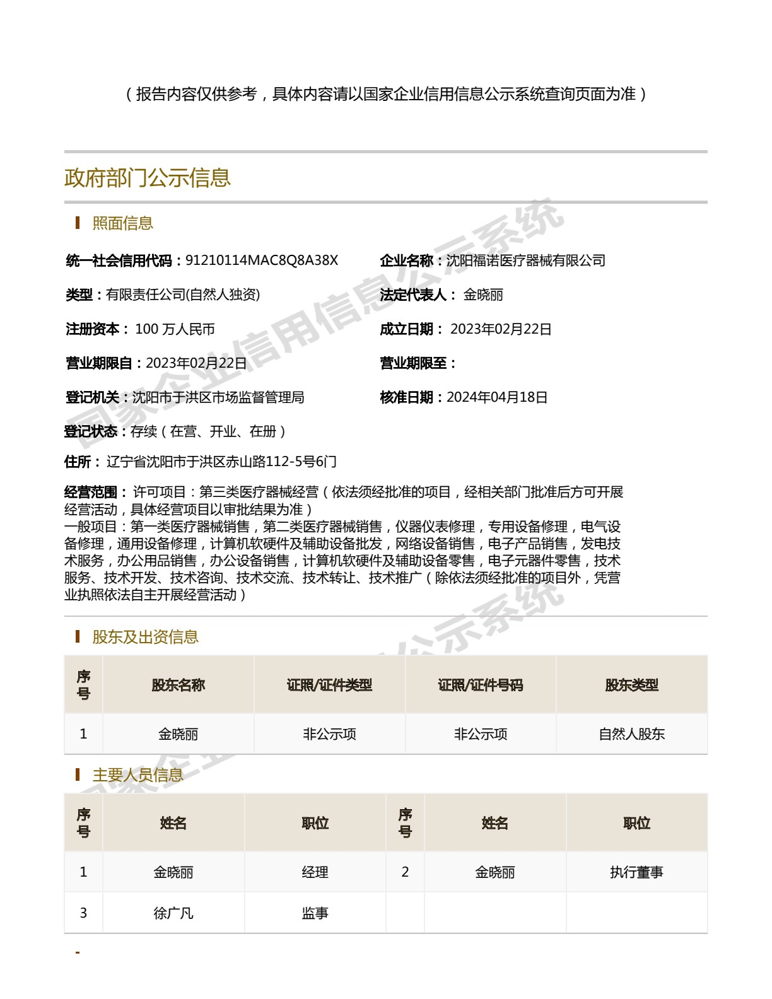 （报告内容仅供参考，具体内容请以国家企业信用信息公示系统查询页面为准）
政府部门公示信息
照面信息
统一社会信用代码：91210114MAC8Q8A38X 企业名称：沈阳福诺医疗器械有限公司
类型：有限责任公司(自然人独资) 法定代表人： 金晓丽
注册资本： 100 万人民币 成立日期： 2023年02月22日
营业期限自：2023年02月22日 营业期限至：
登记机关：沈阳市于洪区市场监督管理局 核准日期：2024年04月18日
登记状态：存续（在营、开业、在册）
住所： 辽宁省沈阳市于洪区赤山路112-5号6门
经营范围： 许可项目：第三类医疗器械经营（依法须经批准的项目，经相关部门批准后方可开展
经营活动，具体经营项目以审批结果为准）
一般项目：第一类医疗器械销售，第二类医疗器械销售，仪器仪表修理，专用设备修理，电气设
备修理，通用设备修理，计算机软硬件及辅助设备批发，网络设备销售，电子产品销售，发电技
术服务，办公用品销售，办公设备销售，计算机软硬件及辅助设备零售，电子元器件零售，技术
服务、技术开发、技术咨询、技术交流、技术转让、技术推广（除依法须经批准的项目外，凭营
业执照依法自主开展经营活动）
国家企业信用信息公示系统
股东及出资信息
序号 股东名称 证照/证件类型 证照/证件号码 股东类型
1 金晓丽 非公示项 非公示项 自然人股东
主要人员信息
序号 姓名 职位 序号 姓名 职位
1 金晓丽 经理 2 金晓丽 执行董事
3 徐广凡 监事